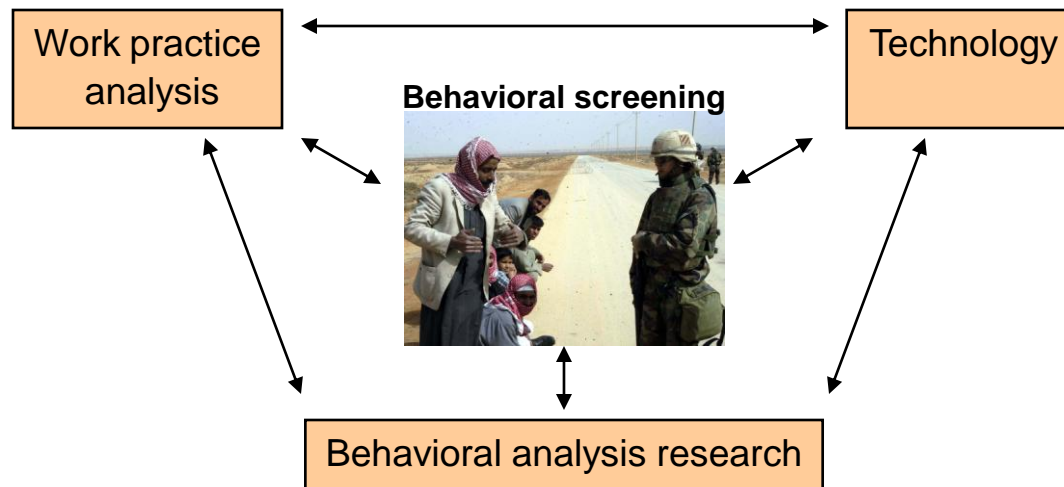 Work practice
analysis
Technology
Behavioral screening
Behavioral analysis research